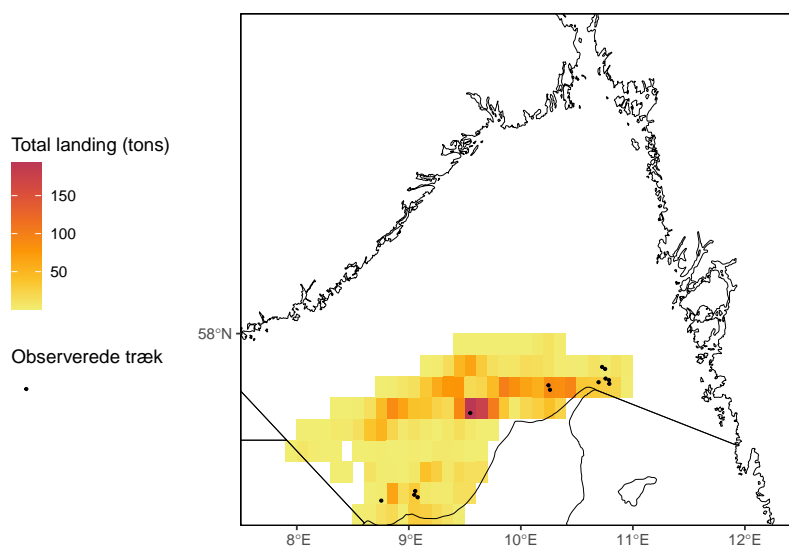 Total landing (tons)
150
100
50
Observerede træk
58°N
8°E
9°E
10°E
11°E
12°E